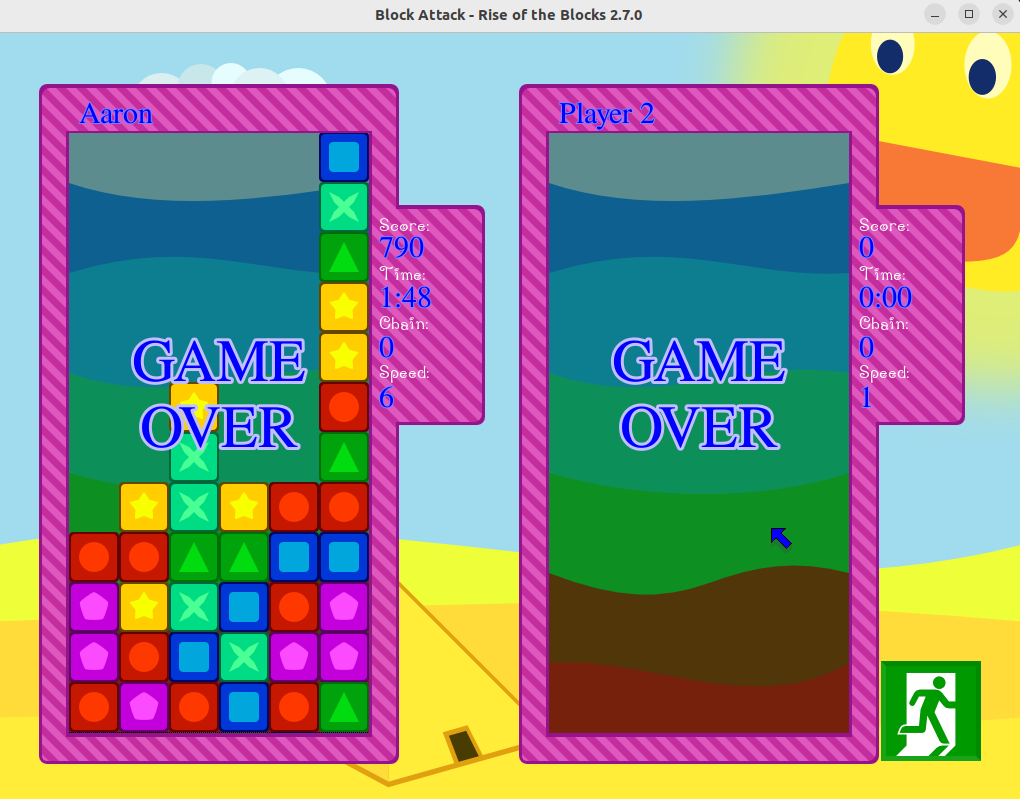 Block Attack - Rise of the Blocks 2.7.0
Aaron
Score:
790
Time:
1:48
Chain:
0
Speed:
6
GAME
OVER
Player 2
Score:
0
Time:
0:00
Chain:
0
Speed:
1
GAME
OVER